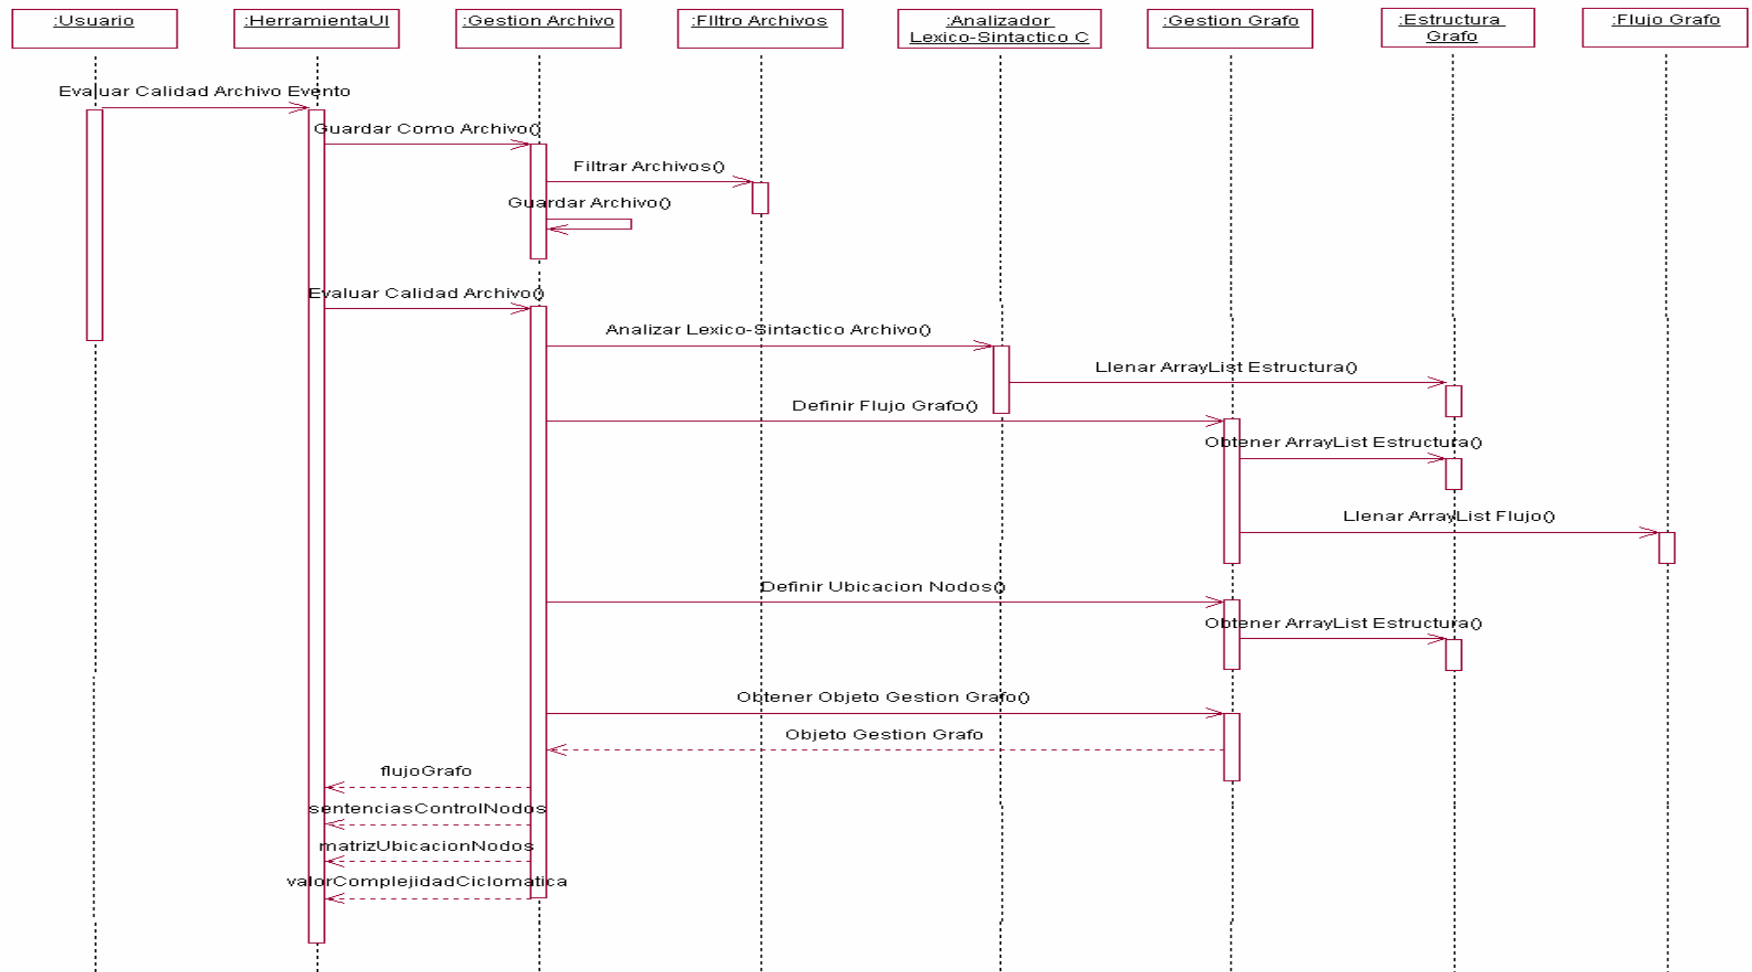 :Usuario
:HerramientaUI
:Gestion Archivo
:FIltro Archivos
:Analizador
Lexico-Sintactico C
:Gestion Grafo
:Estructura
Grafo
:Flujo Grafo
Evaluar Calidad Archivo Evento
Guardar Como Archivo()
Filtrar Archivos()
Guardar Archivo()
Evaluar Calidad Archivo()
Analizar Lexico-Sintactico Archivo()
Llenar ArrayList Estructura()
Definir Flujo Grafo()
Obtener ArrayList Estructura()
Llenar ArrayList Flujo()
Definir Ubicacion Nodos()
Obtener ArrayList Estructura()
Obtener Objeto Gestion Grafo()
Objeto Gestion Grafo
flujoGrafo
sentenciasControlNodos
matrizUbicacionNodos
valorComplejidadCiclomatica